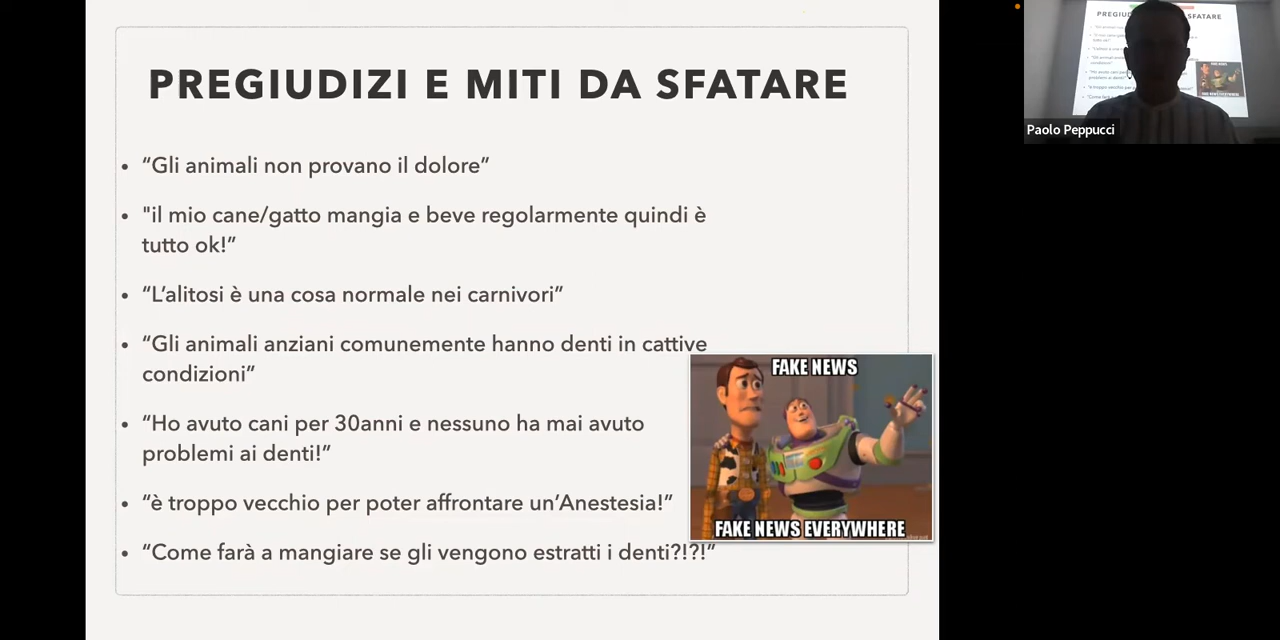 PREGIUDIZI E MITI DA SFATARE
• “Gli animali non provano il dolore”
• "il mio cane/gatto mangia e beve regolarmente quindi è
tutto ok!”
• “L’alitosi è una cosa normale nei carnivori”
• “Gli animali anziani comunemente hanno denti in cattive
condizioni”
• “Ho avuto cani per 30anni e nessuno ha mai avuto
problemi ai denti!”
• “è troppo vecchio per poter affrontare un’Anestesia!”
• “Come farà a mangiare se gli vengono estratti i denti?!?!”
FAKE NEWS
FAKE NEWS EVERYWHERE
Paolo Peppucci